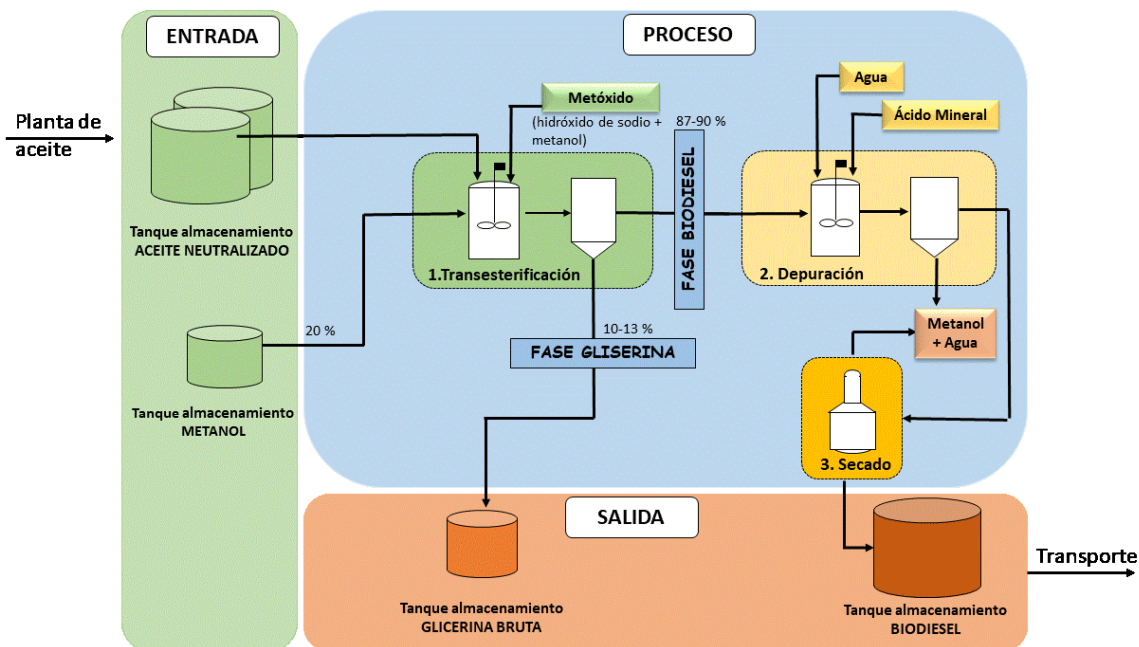 ENTRADA
Planta de
aceite
Tanque almacenamiento
ACEITE NEUTRALIZADO
20 %
Tanque almacenamiento
METANOL
PROCESO
Metóxido
(hidróxido de sodio +
metanol)
1.Transesterificación
87-90 %
FASE BIODIESEL
10-13 %
FASE GLISERINA
Agua
Ácido Mineral
2. Depuración
Metanol
+ Agua
3. Secado
SALIDA
Tanque almacenamiento
GLICERINA BRUTA
Tanque almacenamiento
BIODIESEL
Transporte